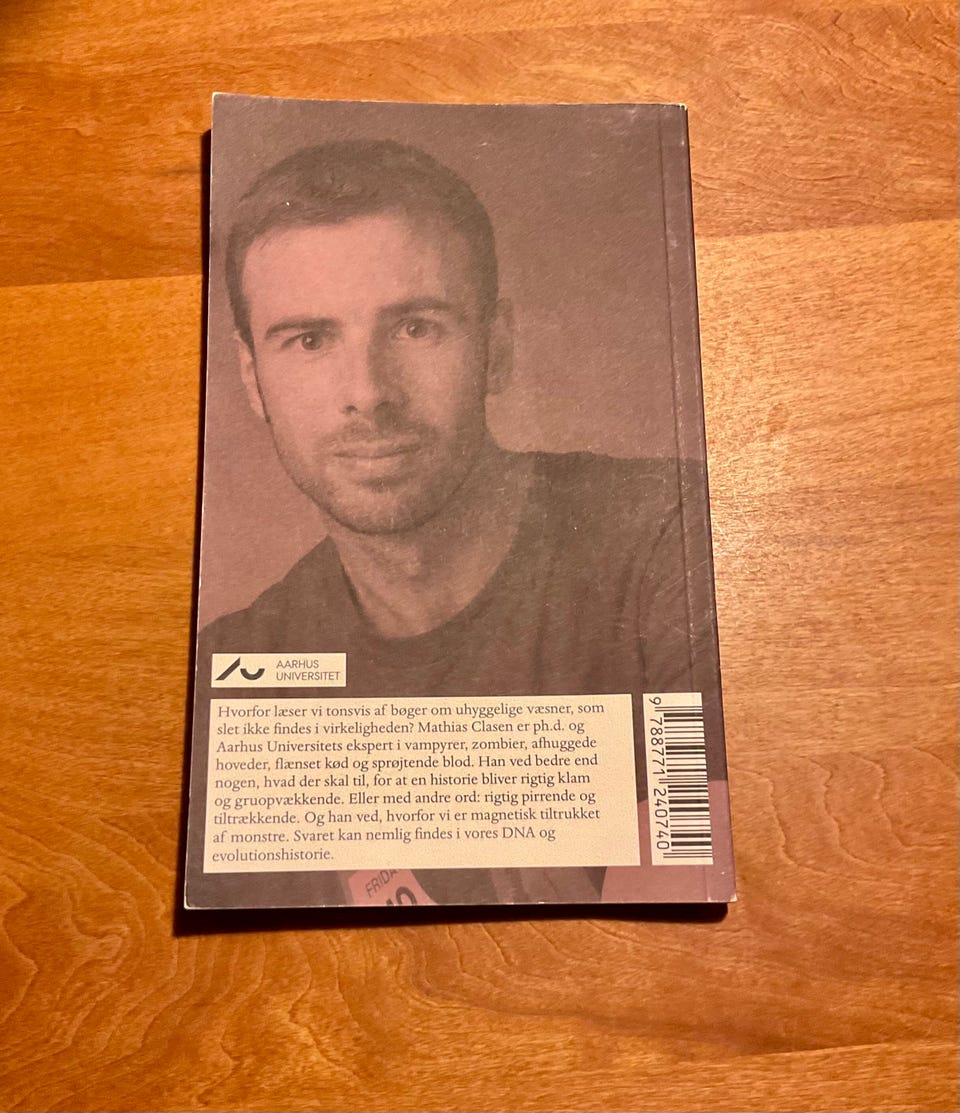 AARHUS
UNIVERSITET
Hvorfor læser vi tonsvis af bøger om uhyggelige væsner, som
slet ikke findes i virkeligheden? Mathias Clasen er ph.d. og
Aarhus Universitets ekspert i vampyrer, zombier, afhuggede
hoveder, flænset kød og sprøjtende blod. Han ved bedre end
nogen, hvad der skal til, for at en historie bliver rigtig klam
og gruopvækkende. Eller med andre ord: rigtig pirrende og
tiltrækkende. Og han ved, hvorfor vi er magnetisk tiltrukket
af monstre. Svaret kan nemlig findes i vores DNA og
evolutionshistorie.
9 788771 240740